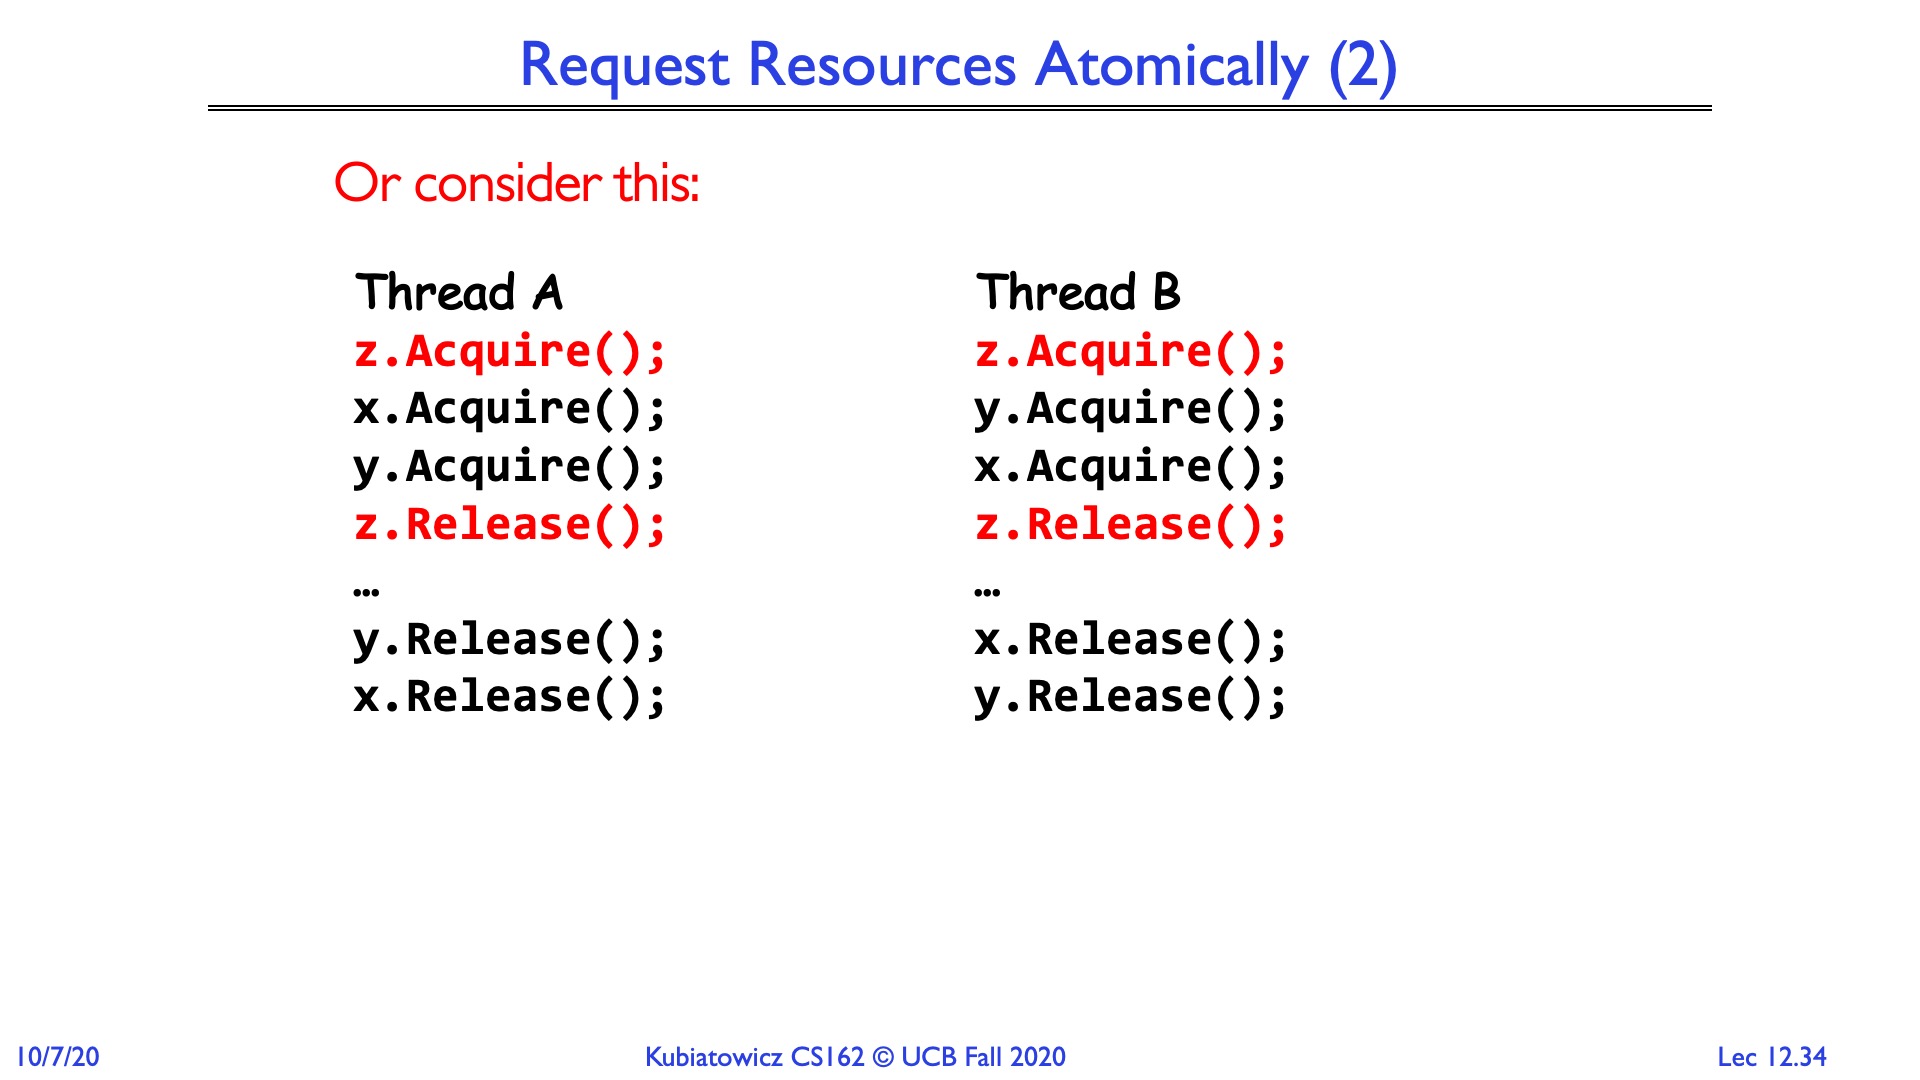 Request Resources Atomically (2)
Or consider this:
Thread A
z.Acquire();
x.Acquire();
y.Acquire();
z.Release();
…
y.Release();
x.Release();
Thread B
z.Acquire();
y.Acquire();
x.Acquire();
z.Release();
…
x.Release();
y.Release();
10/7/20
Kubiatowicz CS162 © UCB Fall 2020
Lec 12.34